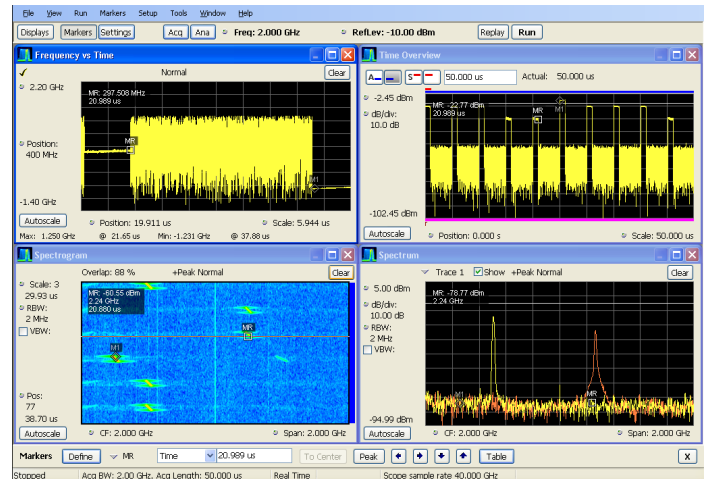 File View Run Markers Setup Tools Window Help
Displays Markers Settings Acq Ana Freq: 2.000 GHz RefLev: -10.00 dBm Replay Run
Frequency vs Time
Normal Clear
2.20 GHz
MR: 297.508 MHz
20.989 us
Position:
400 MHz
MR
M1
-1.40 GHz
Autoscale Position: 19.911 us Scale: 5.944 us
Max: 1.250 GHz @ 21.65 us Min: -1.231 GHz @ 37.88 us
Time Overview
A S 50.000 us Actual: 50.000 us
-2.45 dBm
MR: -22.77 dBm
20.989 us
dB/div:
10.0 dB
MR M1
-102.45 dBm
Autoscale Position: 0.000 s Scale: 50.000 us
Spectrogram
Overlap: 88 % +Peak Normal Clear
Scale: 3
29.93 us
MR: -60.55 dBm
2.24 GHz
20.880 us
RBW:
2 MHz
VBW:
MR
M1
Pos:
77
38.70 us
Autoscale CF: 2.000 GHz Span: 2.000 GHz
Spectrum
Trace 1 Show +Peak Normal Clear
5.00 dBm
MR: -78.77 dBm
2.24 GHz
dB/div:
10.00 dB
RBW:
2 MHz
VBW:
M1
MR
-94.99 dBm
Autoscale CF: 2.000 GHz Span: 2.000 GHz
Markers Define MR Time 20.989 us To Center Peak Table X
Stopped Acq BW: 2.00 GHz, Acq Length: 50.000 us Real Time Scope sample rate 40.000 GHz